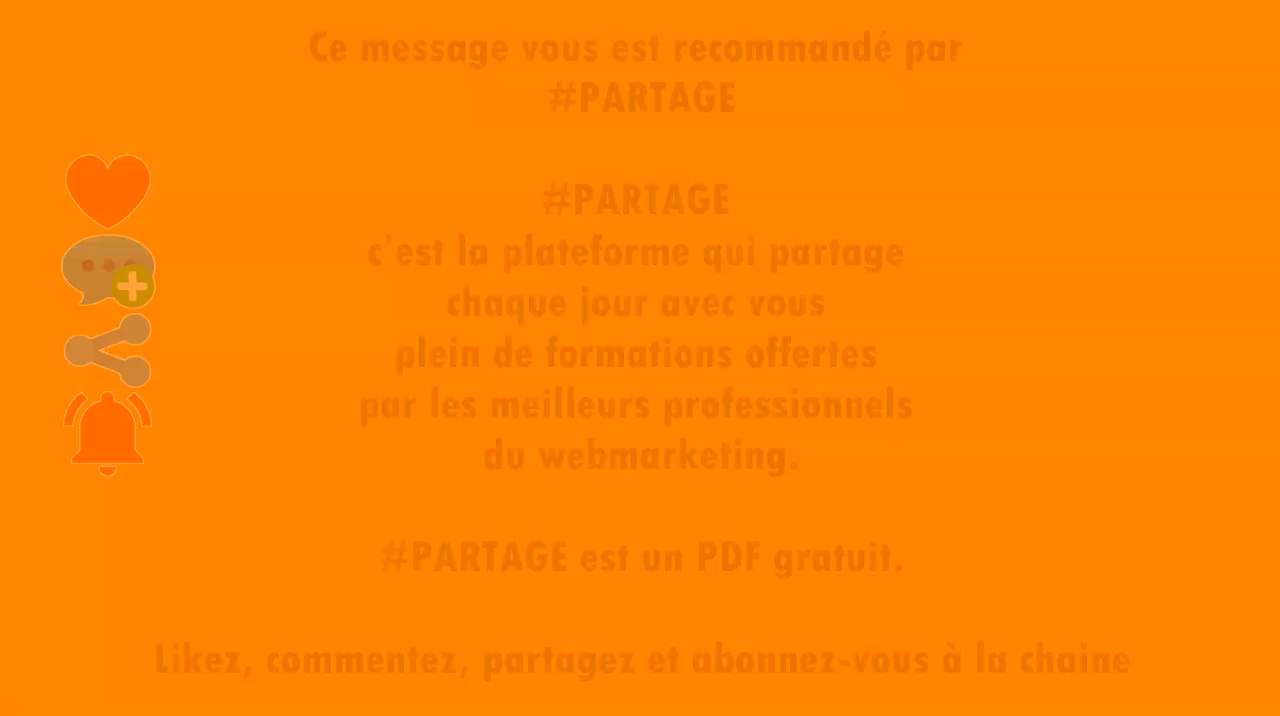 Ce message vous est recommandé par
#PARTAGE
#PARTAGE
c'est la plateforme qui partage
chaque jour avec vous
plein de formations offertes
par les meilleurs professionnels
du webmarketing.
#PARTAGE est un PDF gratuit.
Likez, commentez, partagez et abonnez-vous à la chaine